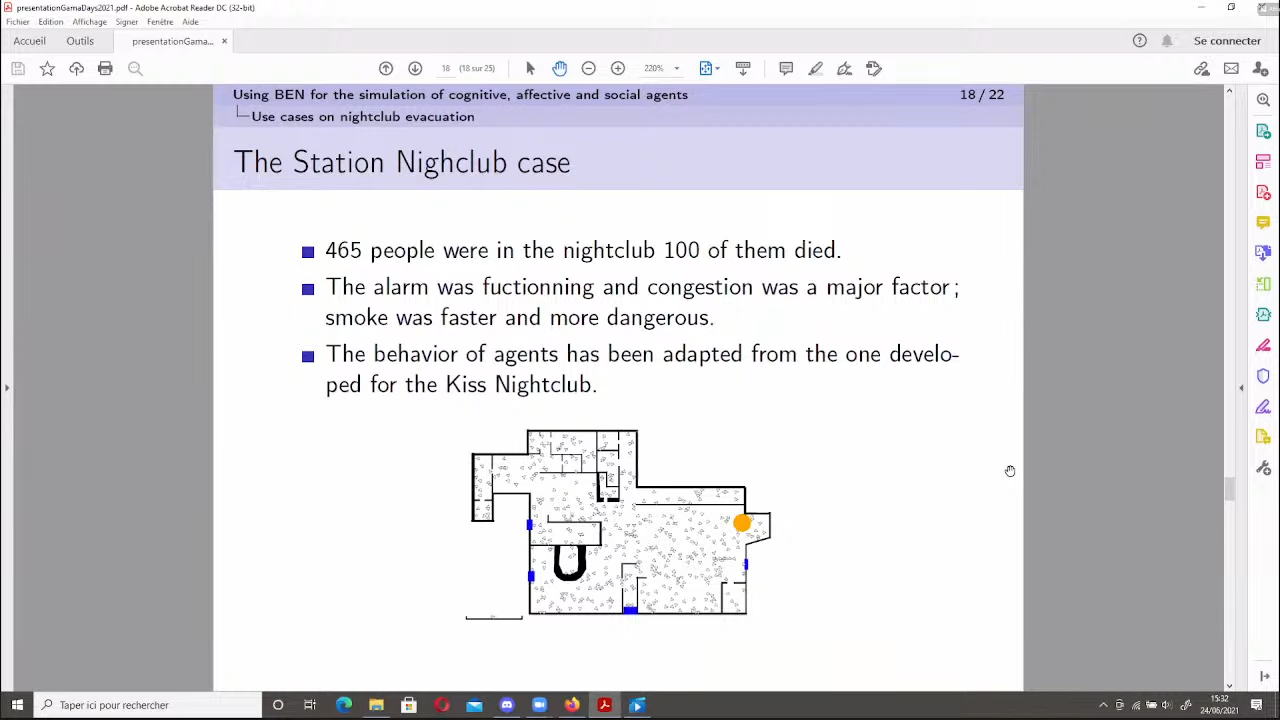 presentationGamaDays2021.pdf - Adobe Acrobat Reader DC (32-bit)
Fichier Edition Affichage Signer Fenêtre Aide
Accueil Outils presentationGama... × Se connecter
18 (18 sur 25) 220%
Using BEN for the simulation of cognitive, affective and social agents 18 / 22
Use cases on nightclub evacuation
The Station Nighclub case
465 people were in the nightclub 100 of them died.
The alarm was fuctionning and congestion was a major factor ;
smoke was faster and more dangerous.
The behavior of agents has been adapted from the one develo-
ped for the Kiss Nightclub.
Taper ici pour rechercher
15:32
24/06/2021